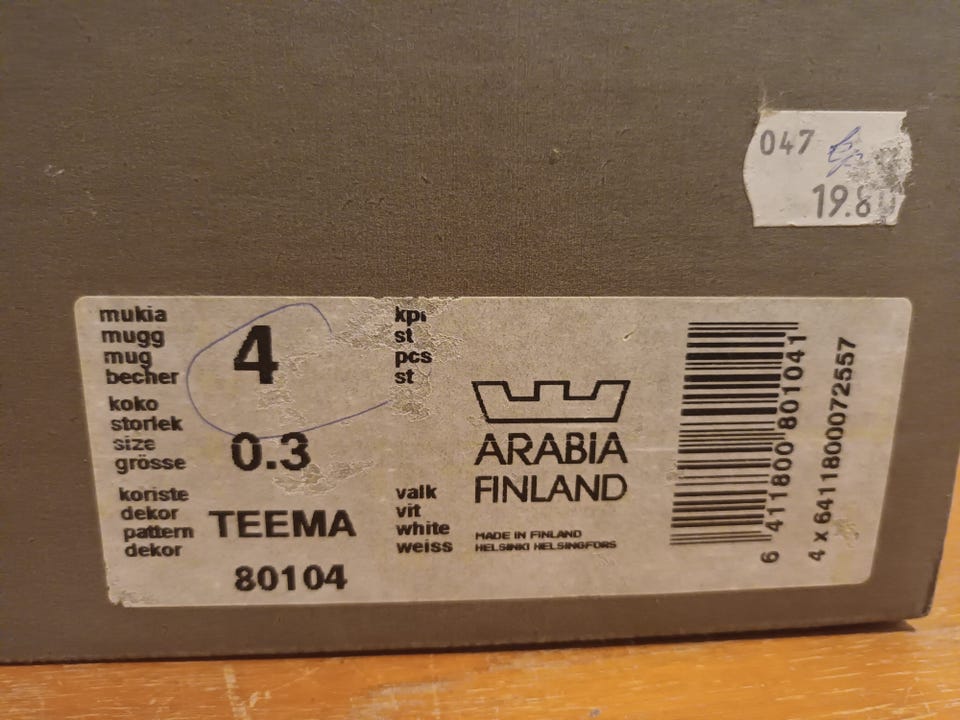 047
19.8
mukia
mugg
mug
becher
4
kpl
st
pcs
st
koko
storlek
size
grösse
0.3
koriste
dekor
pattern
dekor
TEEMA
80104
valk
vit
white
weiss
ARABIA
FINLAND
MADE IN FINLAND
HELSINKI HELSINGFORS
6 411800 801041
4 x 6411800072557